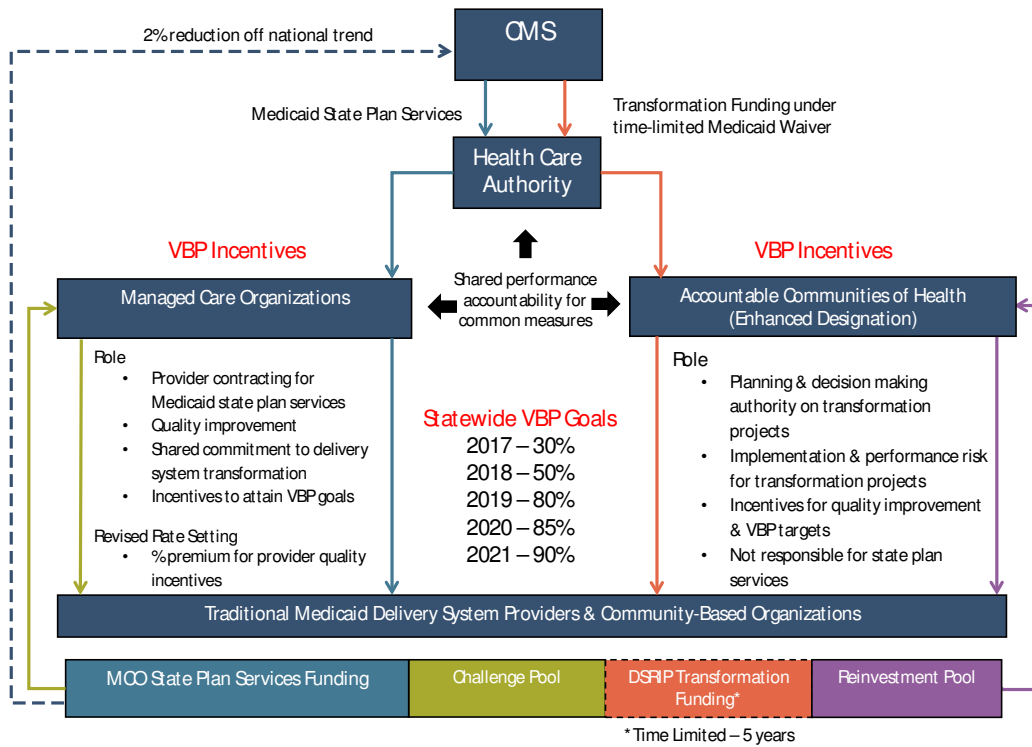 2% reduction off national trend
CMS
Medicaid State Plan Services
Transformation Funding under
time-limited Medicaid Waiver
Health Care
Authority
VBP Incentives
VBP Incentives
Managed Care Organizations
Shared performance
accountability for
common measures
Accountable Communities of Health
(Enhanced Designation)
Role
• Provider contracting for
Medicaid state plan services
• Quality improvement
• Shared commitment to delivery
system transformation
• Incentives to attain VBP goals
Revised Rate Setting
• % premium for provider quality
incentives
Statewide VBP Goals
2017 – 30%
2018 – 50%
2019 – 80%
2020 – 85%
2021 – 90%
Role
• Planning & decision making
authority on transformation
projects
• Implementation & performance risk
for transformation projects
• Incentives for quality improvement
& VBP targets
• Not responsible for state plan
services
Traditional Medicaid Delivery System Providers & Community-Based Organizations
MCO State Plan Services Funding
Challenge Pool
DSRIP Transformation
Funding*
Reinvestment Pool
* Time Limited – 5 years